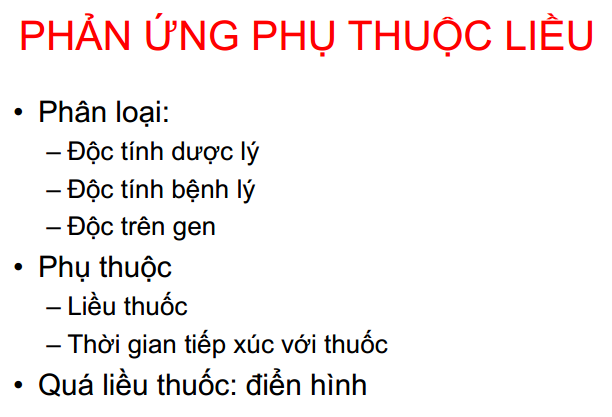 PHẢN ỨNG PHỤ THUỘC LIỀU
• Phân loại:
– Độc tính dược lý
– Độc tính bệnh lý
– Độc trên gen
• Phụ thuộc
– Liều thuốc
– Thời gian tiếp xúc với thuốc
• Quá liều thuốc: điển hình